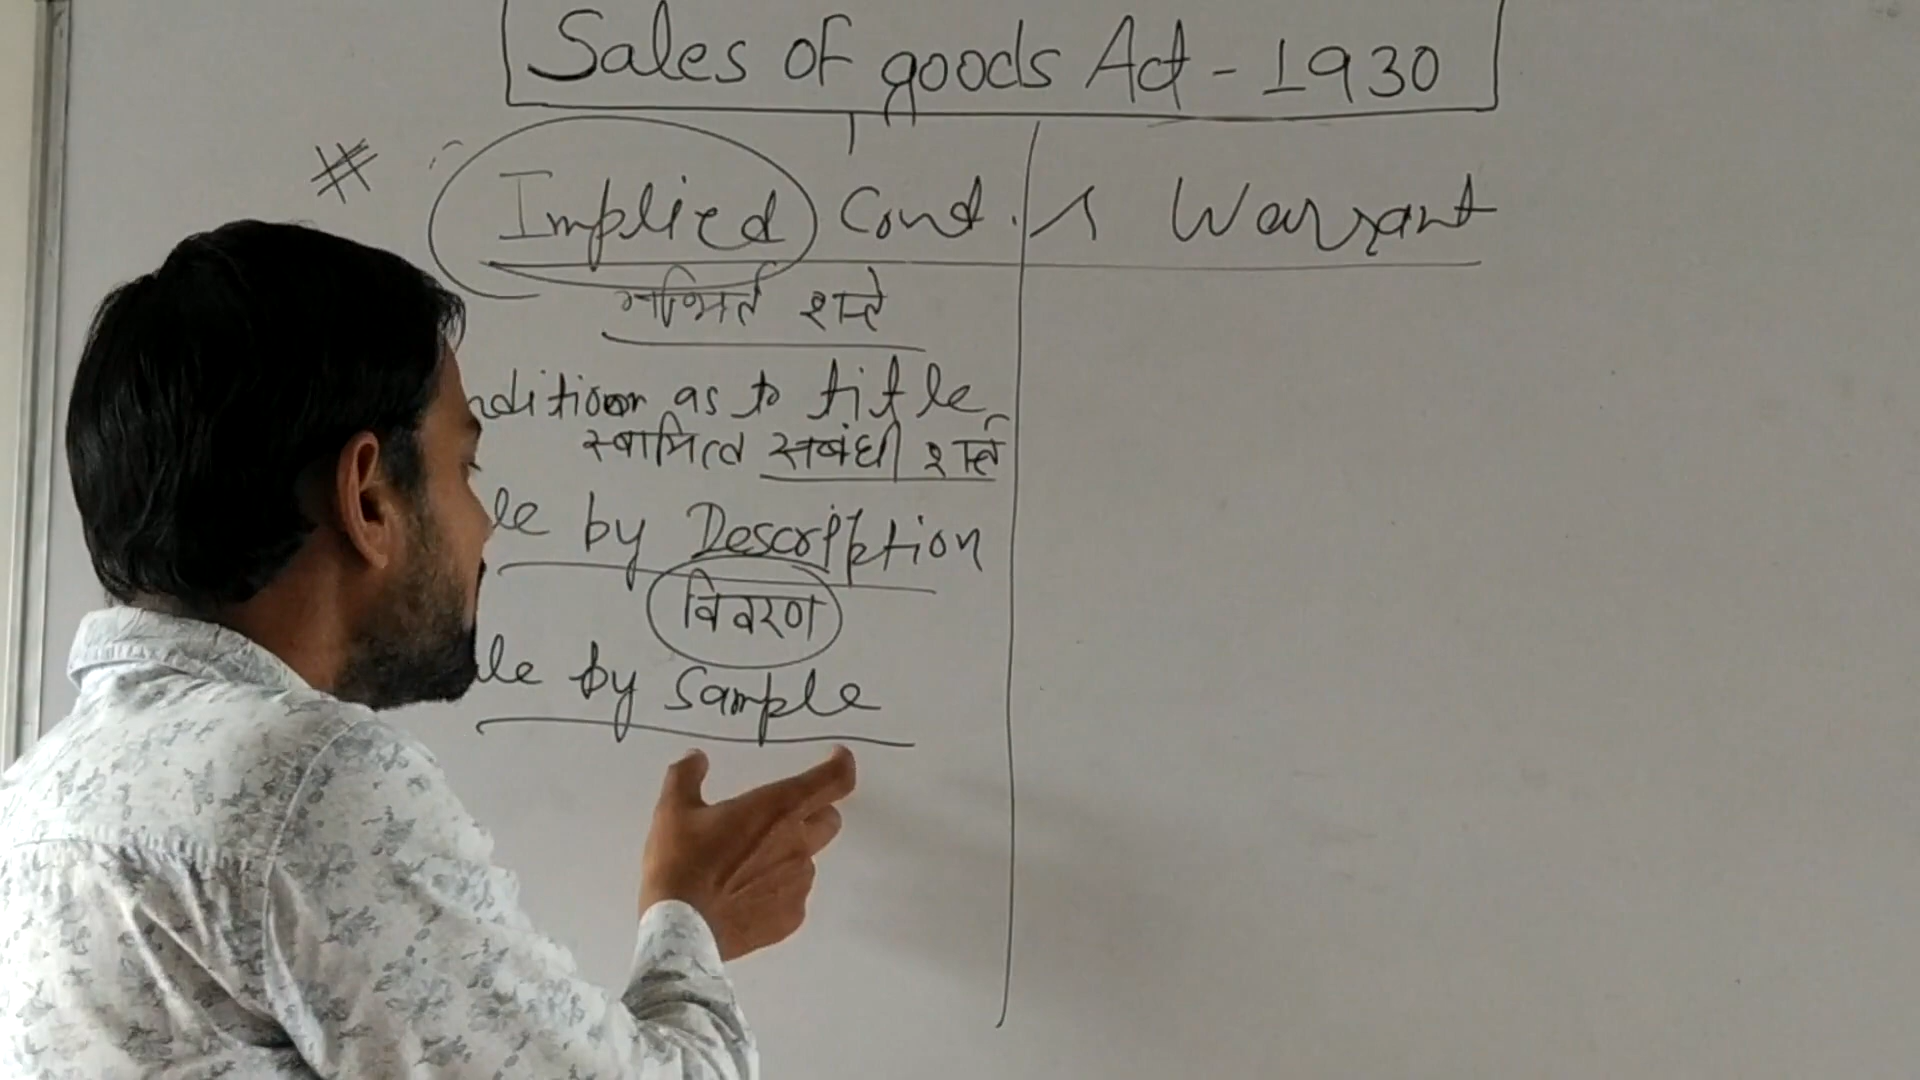 Sales of goods Act - 1930
# Implied Cond. Warrant
गर्भित शर्ते
ndition as to title
स्वामित्व सबंधी शर्त
le by Description
विवरण
le by Sample